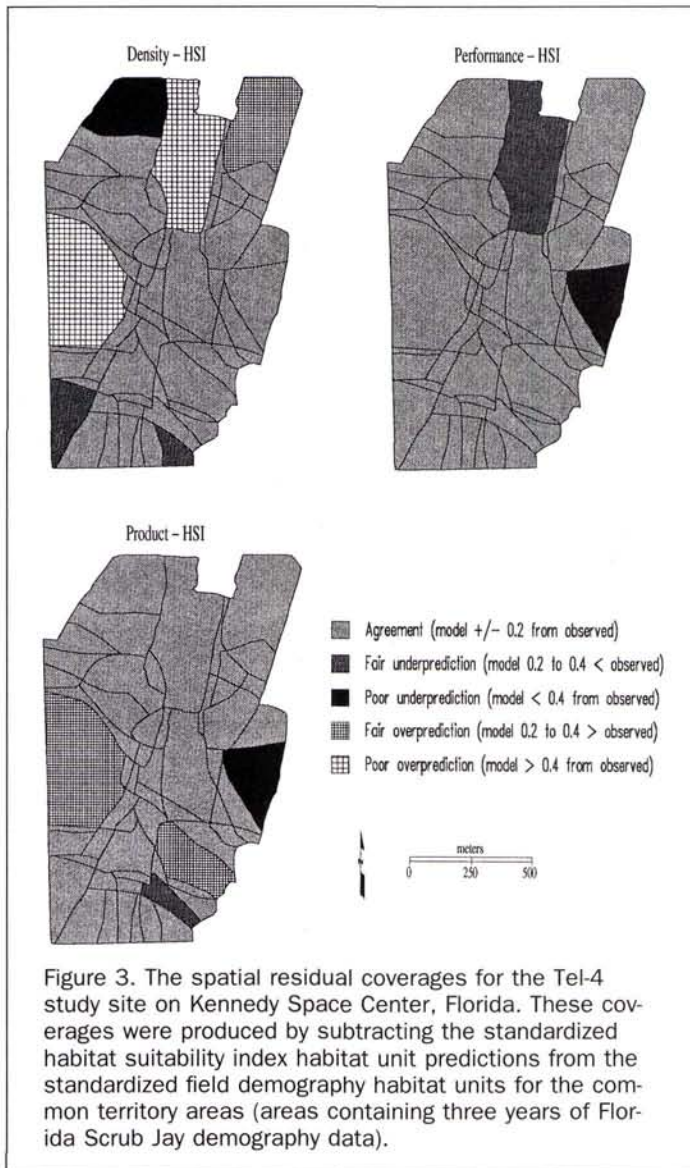 Density – HSI
Performance – HSI
Product – HSI
Agreement (model +/− 0.2 from observed)
Fair underprediction (model 0.2 to 0.4 < observed)
Poor underprediction (model < 0.4 from observed)
Fair overprediction (model 0.2 to 0.4 > observed)
Poor overprediction (model > 0.4 from observed)
meters
0 250 500
Figure 3. The spatial residual coverages for the Tel-4
study site on Kennedy Space Center, Florida. These cov-
erages were produced by subtracting the standardized
habitat suitability index habitat unit predictions from the
standardized field demography habitat units for the com-
mon territory areas (areas containing three years of Flor-
ida Scrub Jay demography data).